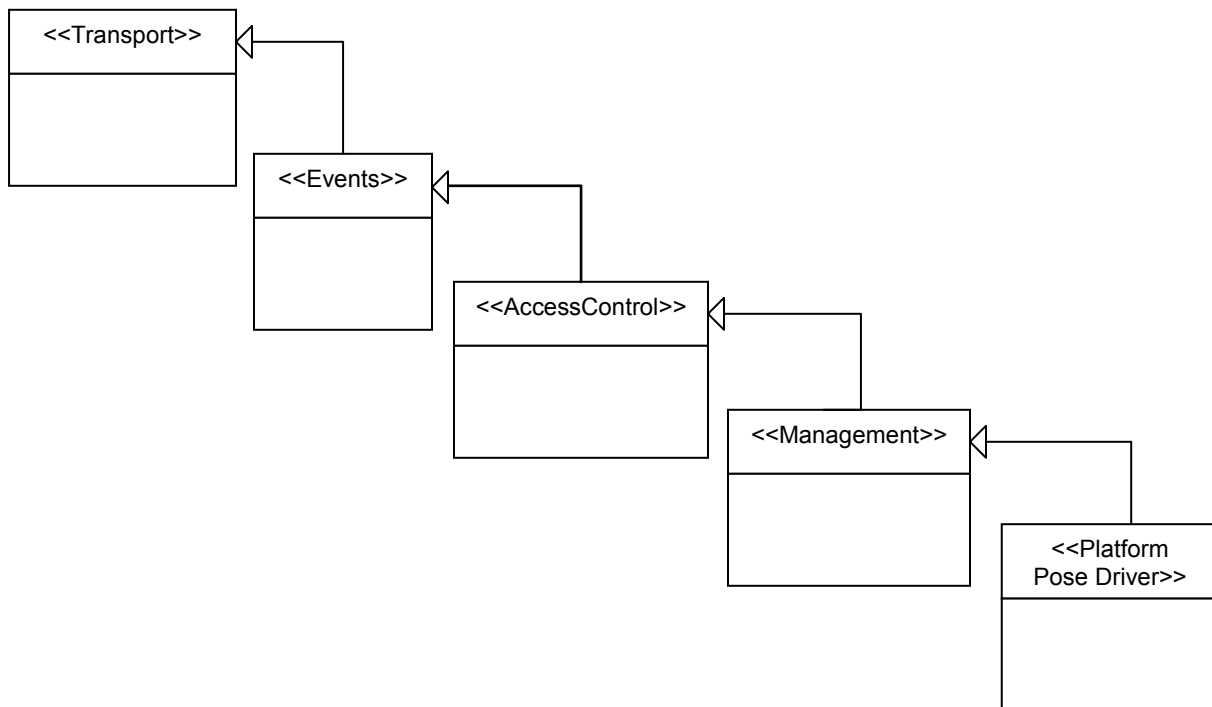 <<Transport>>
<<Events>>
<<AccessControl>>
<<Management>>
<<Platform
Pose Driver>>